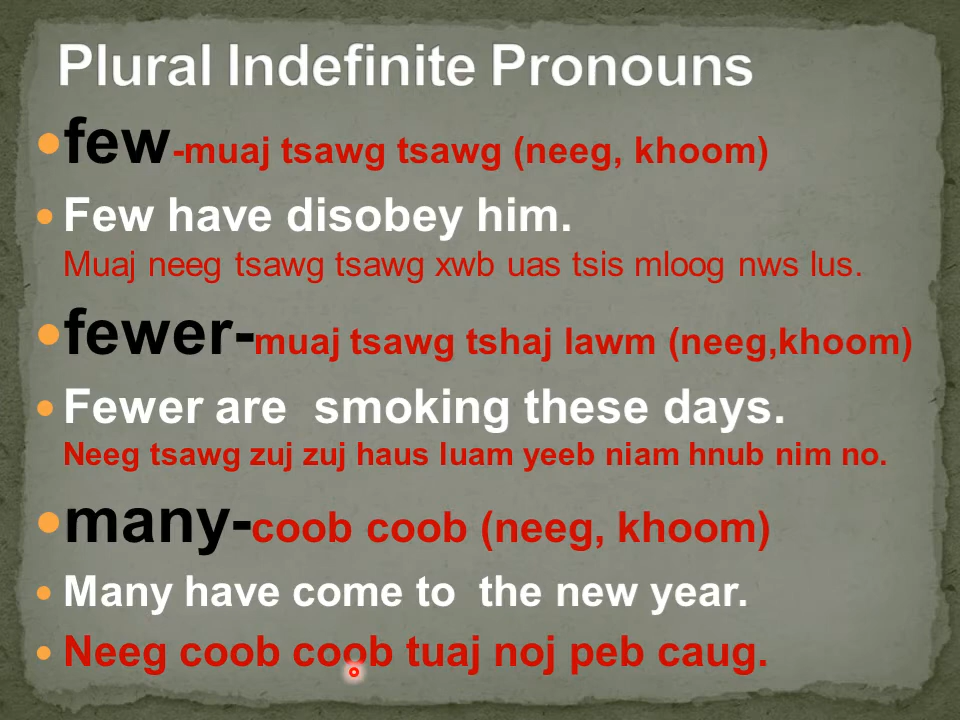 Plural Indefinite Pronouns
few-muaj tsawg tsawg (neeg, khoom)
Few have disobey him.
Muaj neeg tsawg tsawg xwb uas tsis mloog nws lus.
fewer-muaj tsawg tshaj lawm (neeg,khoom)
Fewer are smoking these days.
Neeg tsawg zuj zuj haus luam yeeb niam hnub nim no.
many-coob coob (neeg, khoom)
Many have come to the new year.
Neeg coob coob tuaj noj peb caug.